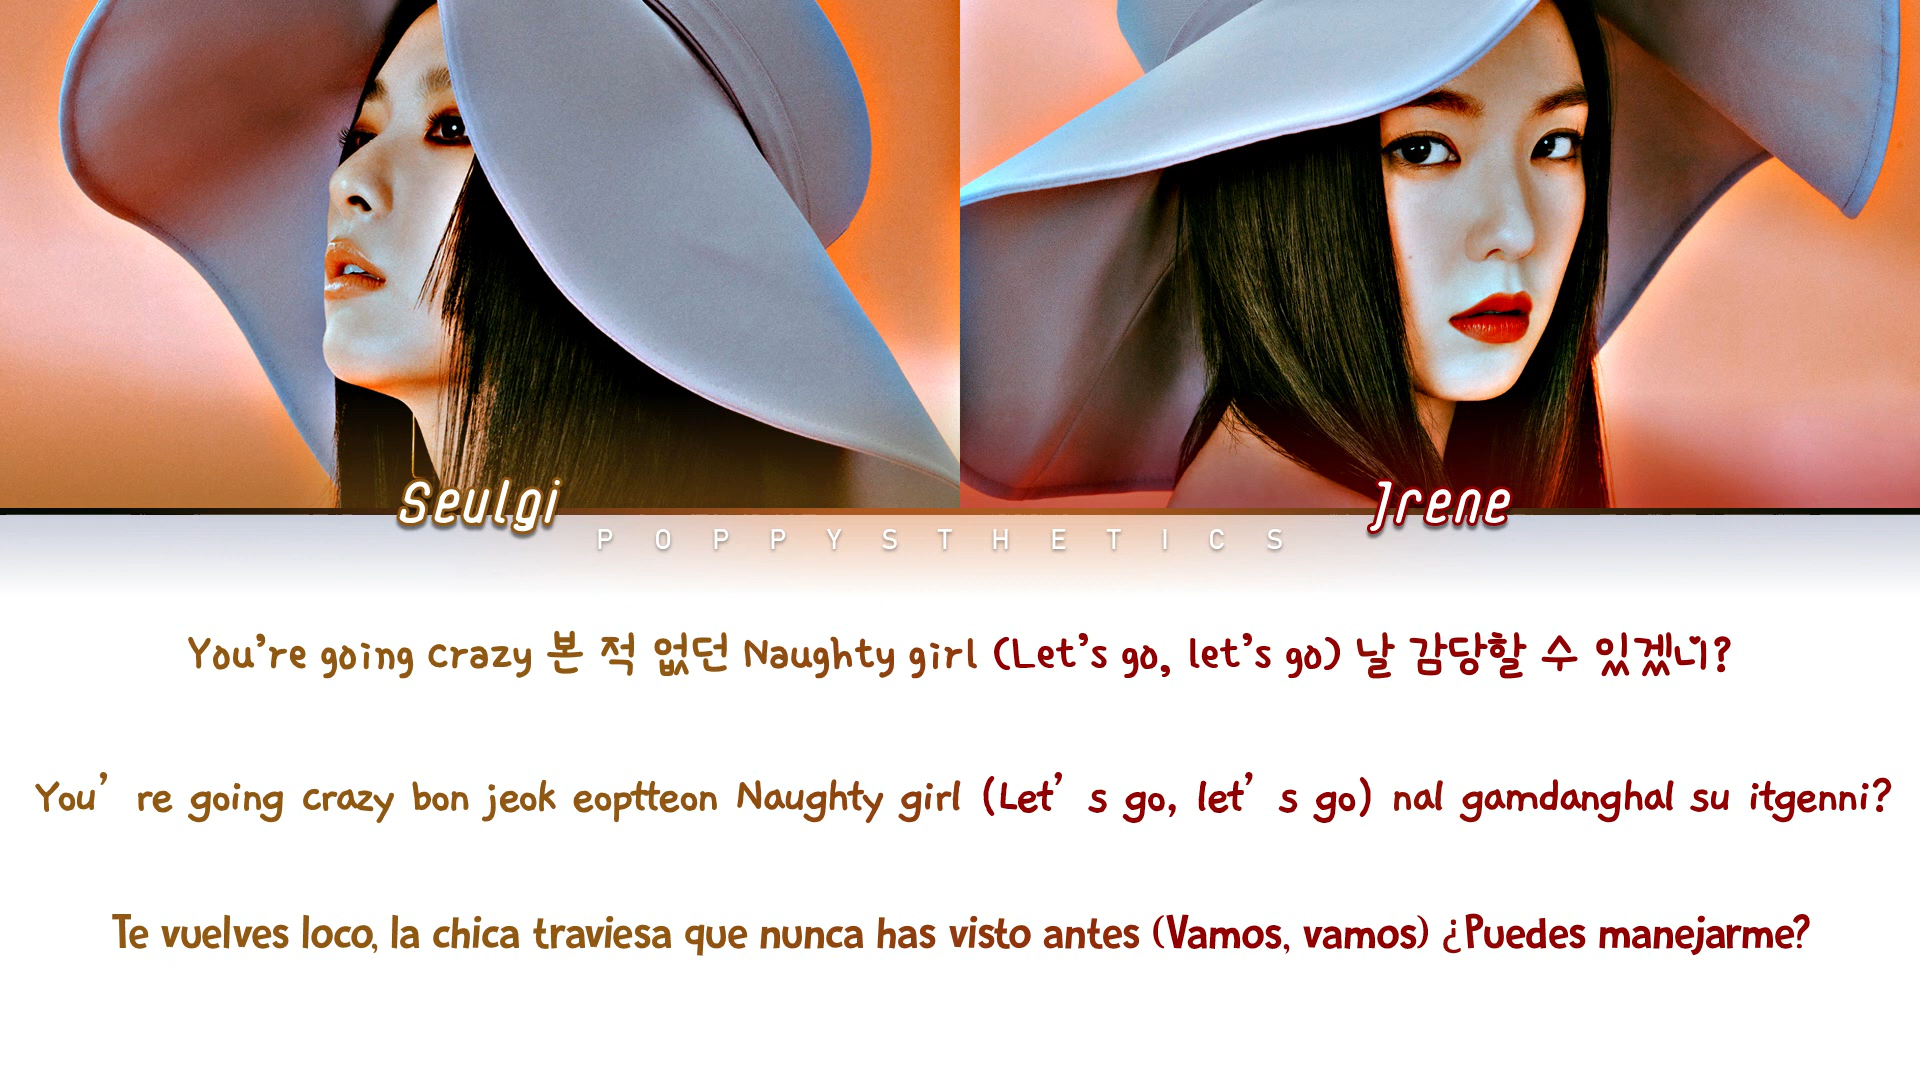 Seulgi
Irene
POPPYSTHETICS
You're going crazy 본 적 없던 Naughty girl (Let's go, let's go) 날 감당할 수 있겠니?
You' re going crazy bon jeok eoptteon Naughty girl (Let' s go, let' s go) nal gamdanghal su itgenni?
Te vuelves loco, la chica traviesa que nunca has visto antes (Vamos, vamos) ¿Puedes manejarme?